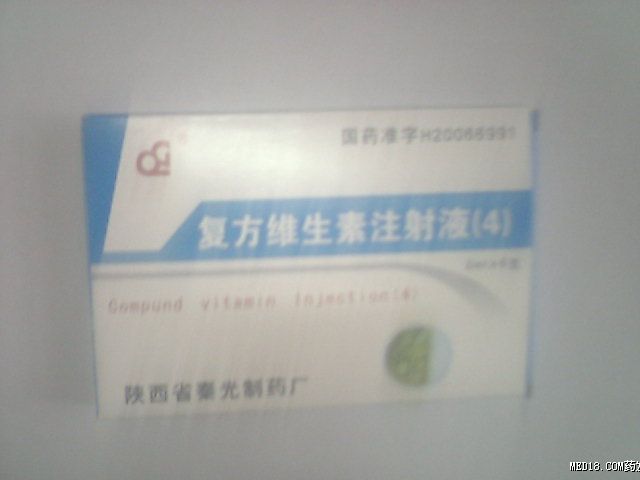 国药准字H20066991
复方维生素注射液(4)
Compund vitamin Injection(4)
陕西省秦光制药厂
MED18.COM药